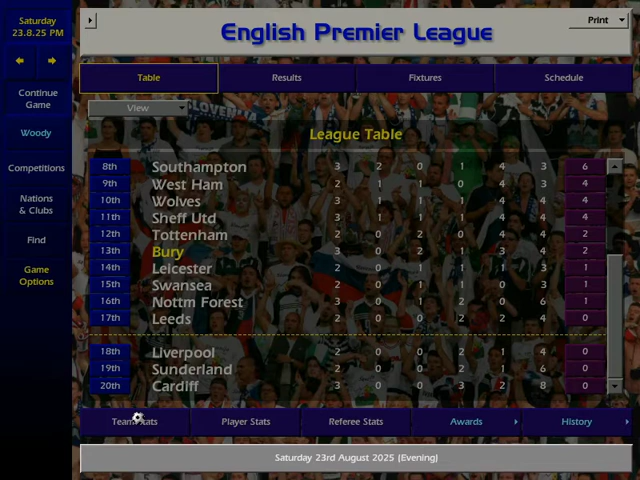 Saturday
23.8.25 PM
Continue
Game
Woody
Competitions
Nations
& Clubs
Find
Game
Options
English Premier League
Print
Table
Results
Fixtures
Schedule
View
SLOVENIJA
League Table
8th Southampton 3 2 0 1 4 3 6
9th West Ham 2 1 1 0 4 3 4
10th Wolves 3 1 1 1 4 4 4
11th Sheff Utd 3 1 1 1 4 4 4
12th Tottenham 2 0 2 0 4 4 2
13th Bury 3 0 2 1 3 4 2
14th Leicester 2 0 1 1 1 3 1
15th Swansea 2 0 1 1 2 3 1
16th Nottm Forest 3 0 1 2 0 6 1
17th Leeds 2 0 0 2 2 4 0
18th Liverpool 2 0 0 2 1 4 0
19th Sunderland 2 0 0 2 1 6 0
20th Cardiff 3 0 0 3 2 8 0
Team Stats
Player Stats
Referee Stats
Awards
History
Saturday 23rd August 2025 (Evening)